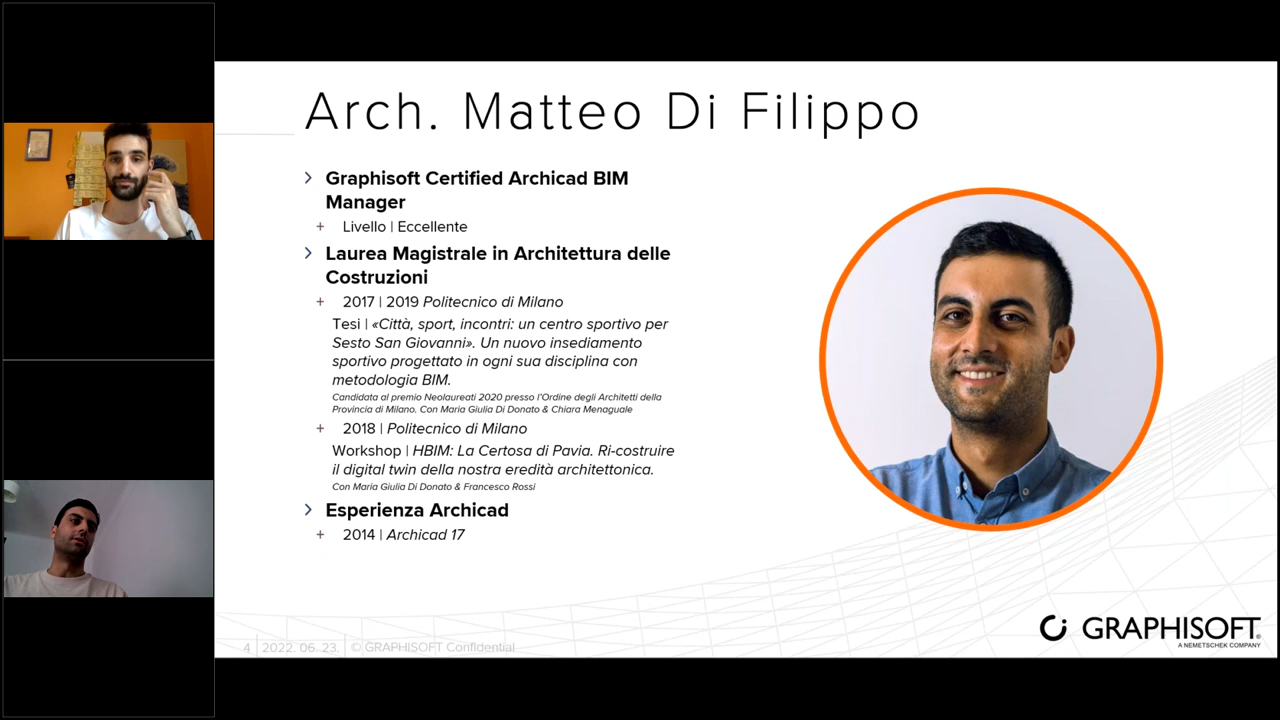 Arch. Matteo Di Filippo
Graphisoft Certified Archicad BIM
Manager
+ Livello | Eccellente
Laurea Magistrale in Architettura delle
Costruzioni
+ 2017 | 2019 Politecnico di Milano
Tesi | «Città, sport, incontri: un centro sportivo per
Sesto San Giovanni». Un nuovo insediamento
sportivo progettato in ogni sua disciplina con
metodologia BIM.
Candidata al premio Neolaureati 2020 presso l'Ordine degli Architetti della
Provincia di Milano. Con Maria Giulia Di Donato & Chiara Menaguale
+ 2018 | Politecnico di Milano
Workshop | HBIM: La Certosa di Pavia. Ri-costruire
il digital twin della nostra eredità architettonica.
Con Maria Giulia Di Donato & Francesco Rossi
Esperienza Archicad
+ 2014 | Archicad 17
4 | 2022. 06. 23. | © GRAPHISOFT Confidential
GRAPHISOFT®
A NEMETSCHEK COMPANY